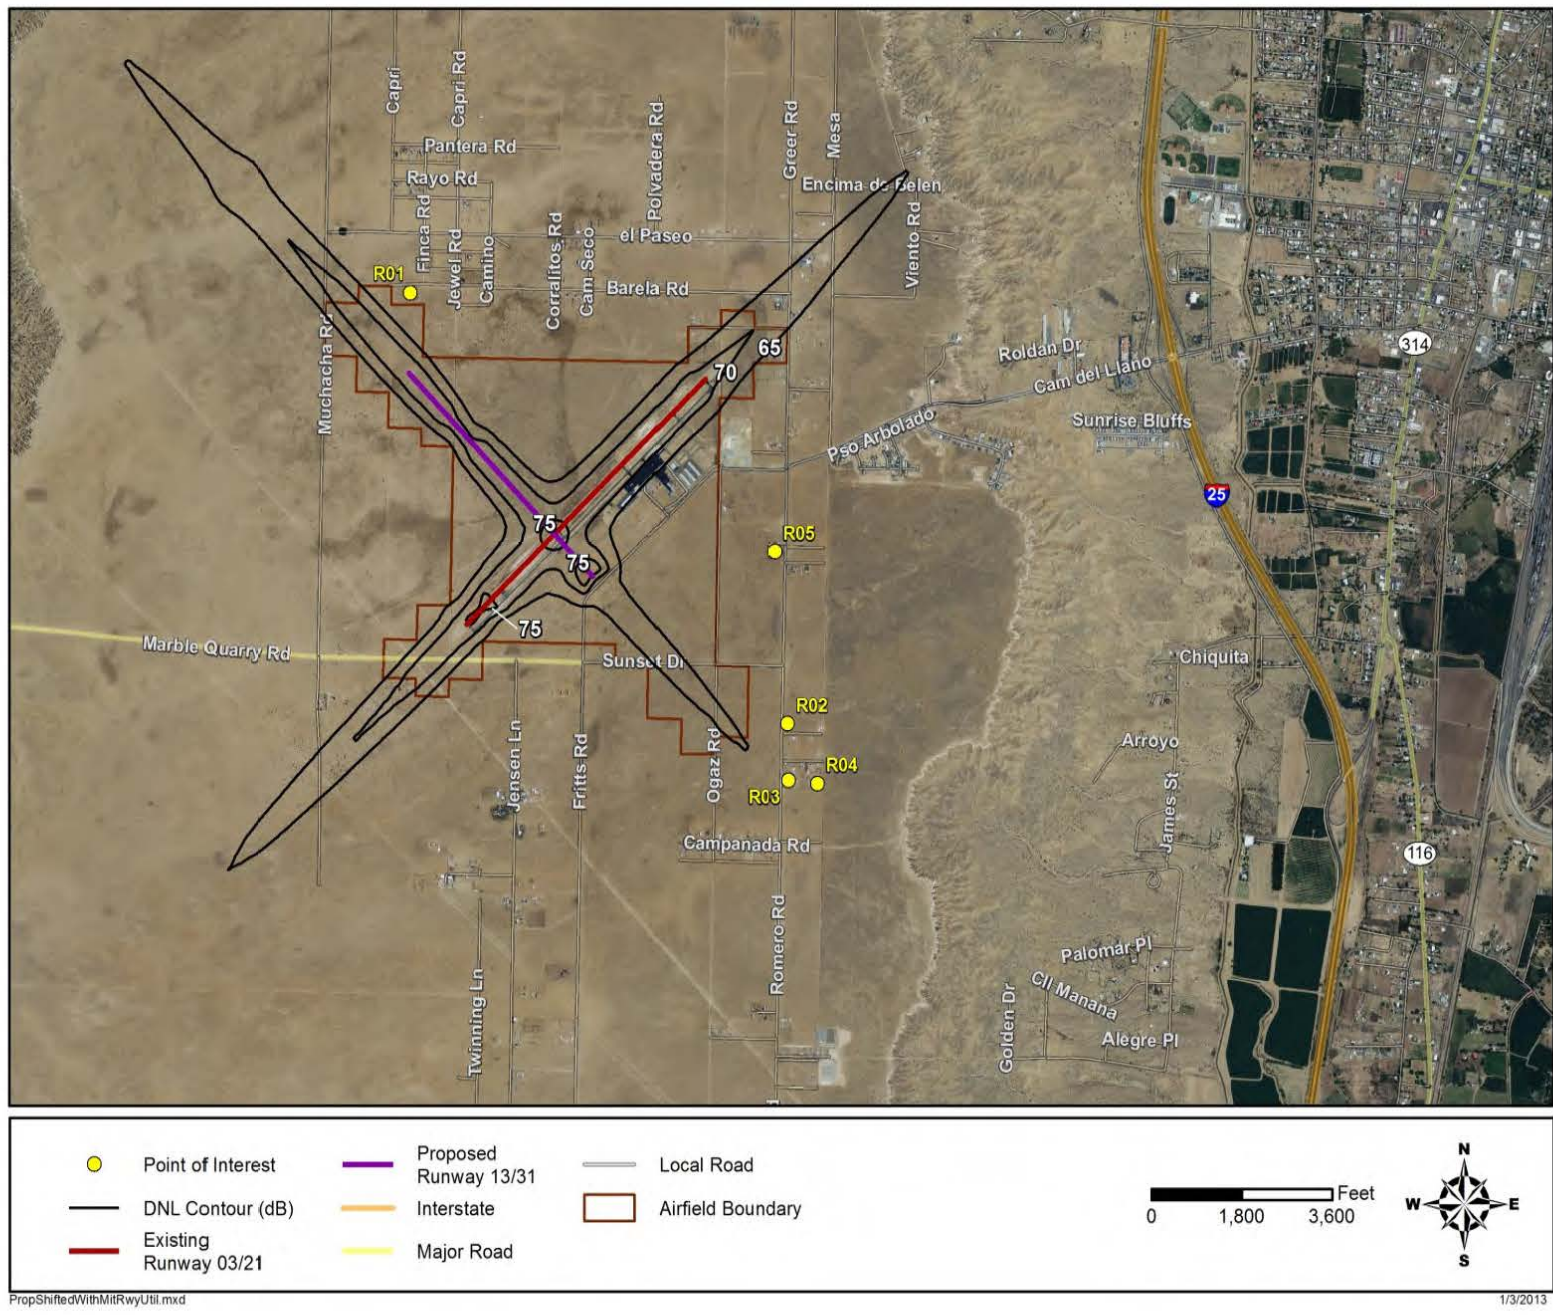 Capri
Capri Rd
Pantera Rd
Rayo Rd
Finca Rd
Jewel Rd
Camino
Corralitos Rd
Cam Seco
Polvadera Rd
el Paseo
Barela Rd
Greer Rd
Mesa
Encima de Belen
Viento Rd
R01
Muchacha Rd
65
70
Roldan Dr
Cam del Llano
314
Sunrise Bluffs
Pso Arbolado
25
75
75
75
R05
Marble Quarry Rd
Sunset Dr
Chiquita
R02
Jensen Ln
Fritts Rd
Ogaz Rd
Arroyo
R04
R03
James St
Campanada Rd
116
Romero Rd
Twinning Ln
Palomar Pl
Cll Manana
Golden Dr
Alegre Pl
Point of Interest
DNL Contour (dB)
Existing
Runway 03/21
Proposed
Runway 13/31
Interstate
Major Road
Local Road
Airfield Boundary
Feet
0 1,800 3,600
N
W E
S
PropShiftedWithMitRwyUtil.mxd
1/3/2013